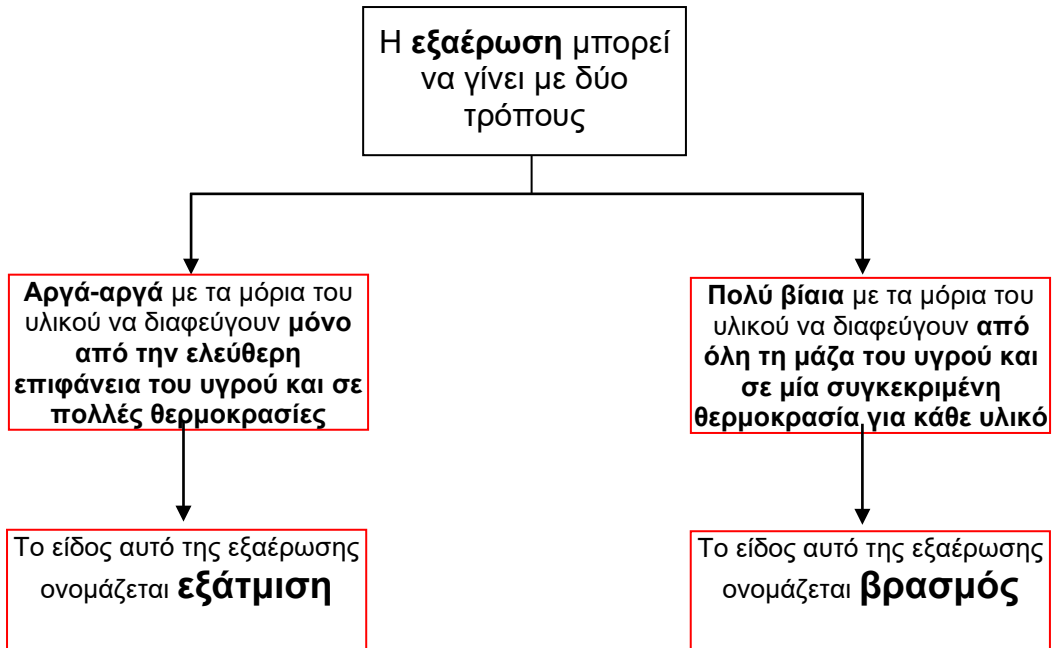 Η εξαέρωση μπορεί
να γίνει με δύο
τρόπους
Αργά-αργά με τα μόρια του
υλικού να διαφεύγουν μόνο
από την ελεύθερη
επιφάνεια του υγρού και σε
πολλές θερμοκρασίες
Πολύ βίαια με τα μόρια του
υλικού να διαφεύγουν από
όλη τη μάζα του υγρού και
σε μία συγκεκριμένη
θερμοκρασία για κάθε υλικό
Το είδος αυτό της εξαέρωσης
ονομάζεται εξάτμιση
Το είδος αυτό της εξαέρωσης
ονομάζεται βρασμός